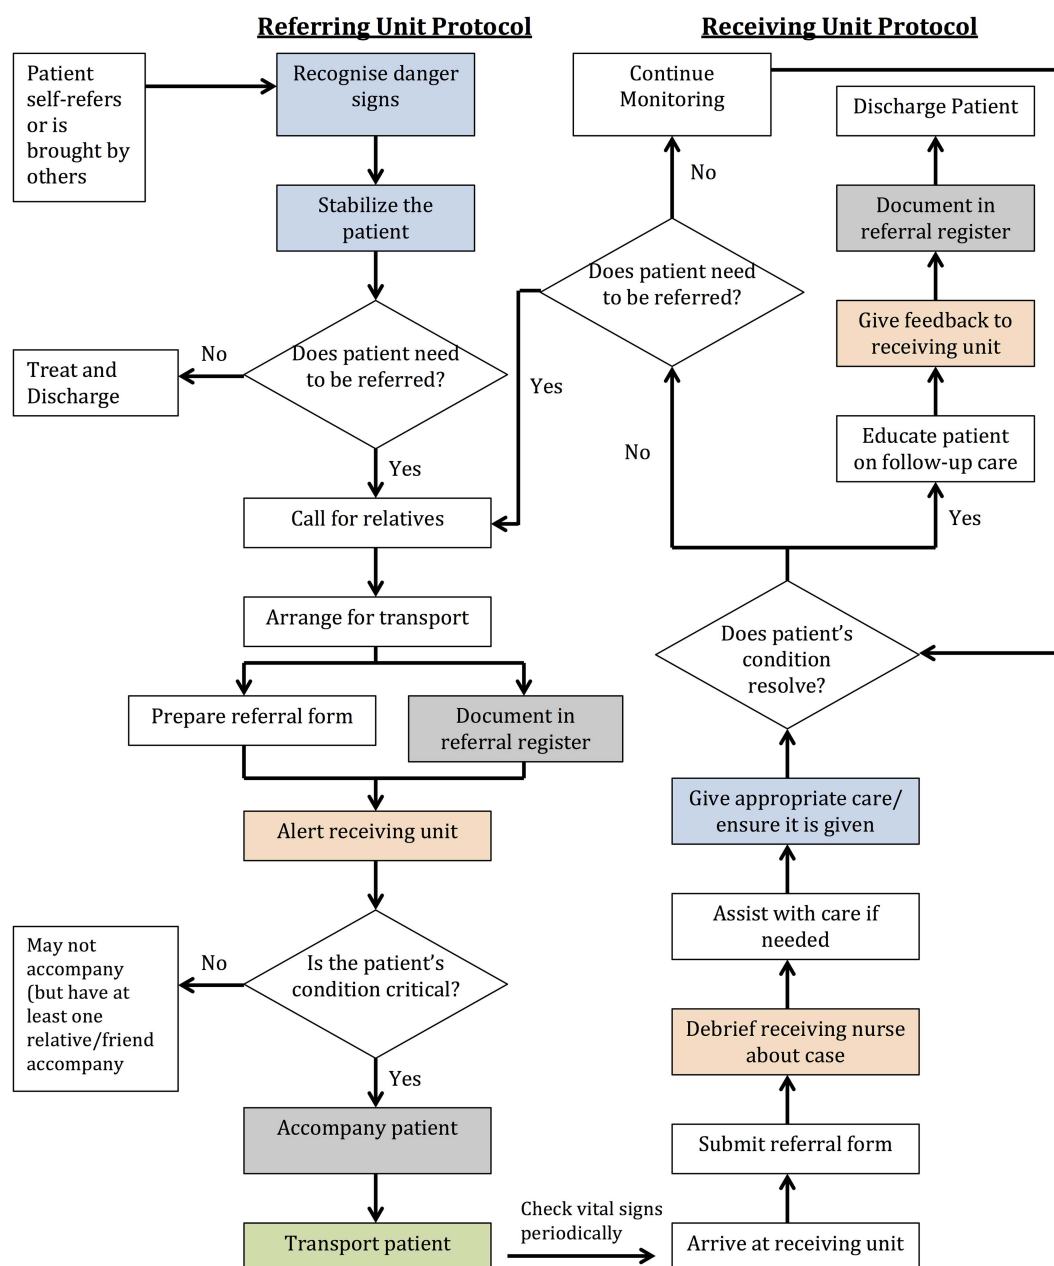 Referring Unit Protocol
Receiving Unit Protocol
Patient
self-refers
or is
brought by
others
Recognise danger
signs
Stabilize the
patient
Does patient need
to be referred?
No
Treat and
Discharge
Yes
Call for relatives
Arrange for transport
Prepare referral form
Document in
referral register
Alert receiving unit
Is the patient’s
condition critical?
No
May not
accompany
(but have at
least one
relative/friend
accompany
Yes
Accompany patient
Transport patient
Check vital signs
periodically
Arrive at receiving unit
Submit referral form
Debrief receiving nurse
about case
Assist with care if
needed
Give appropriate care/
ensure it is given
Does patient’s
condition
resolve?
No
Does patient need
to be referred?
Yes
No
Continue
Monitoring
Yes
Educate patient
on follow-up care
Give feedback to
receiving unit
Document in
referral register
Discharge Patient